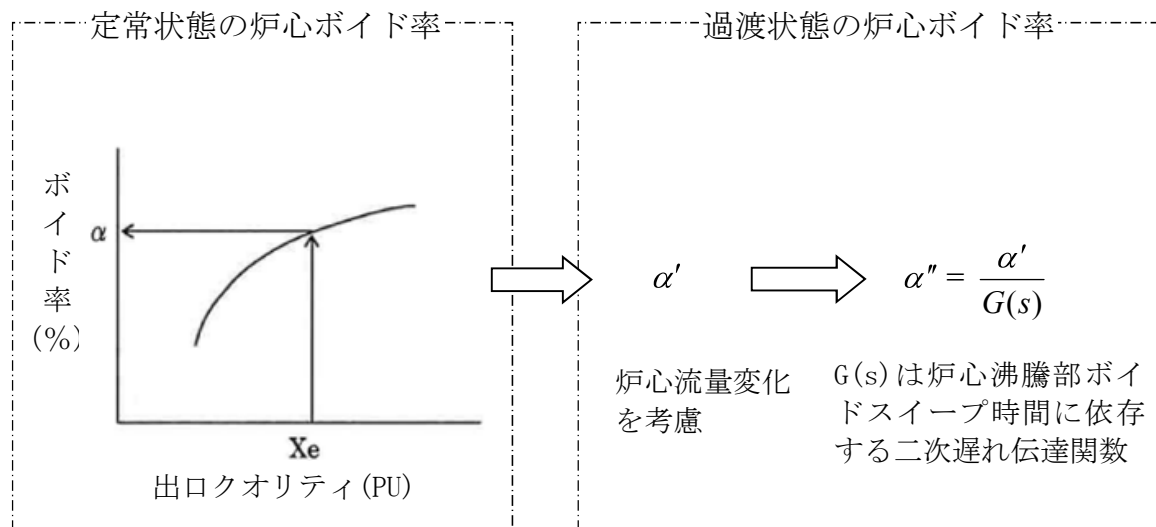 定常状態の炉心ボイド率
過渡状態の炉心ボイド率
ボイド率
(%)
α
Xe
出口クオリティ(PU)
α′
炉心流量変化
を考慮
α″ = α′ / G(s)
G(s)は炉心沸騰部ボイ
ドスイープ時間に依存
する二次遅れ伝達関数